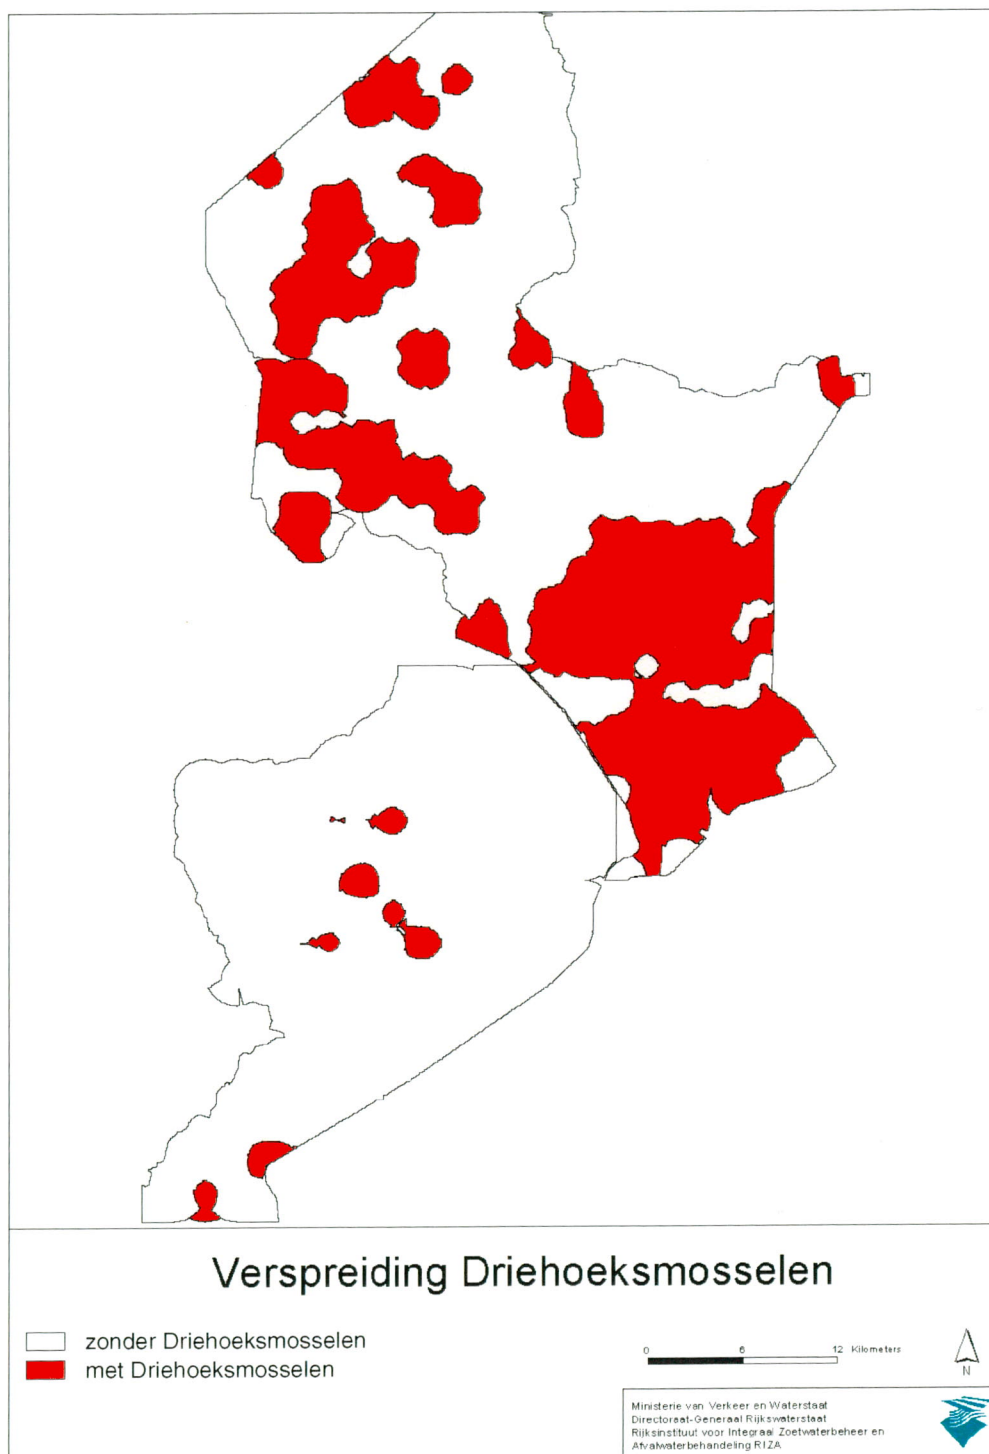 Verspreiding Driehoeksmosselen
zonder Driehoeksmosselen
met Driehoeksmosselen
0 6 12 Kilometers
N
Ministerie van Verkeer en Waterstaat
Directoraat-Generaal Rijkswaterstaat
Rijksinstituut voor Integraal Zoetwaterbeheer en
Afvalwaterbehandeling RIZA